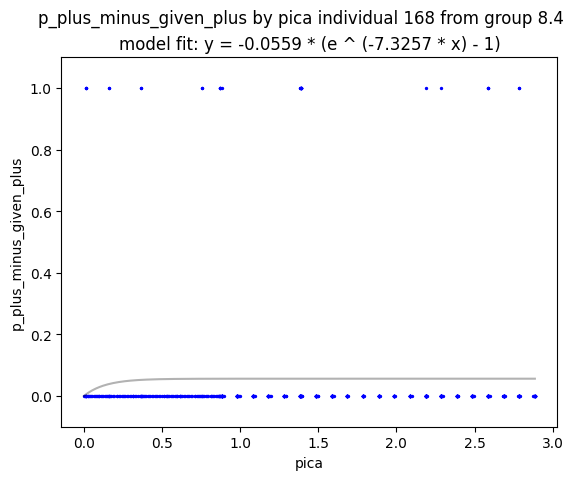 p_plus_minus_given_plus by pica individual 168 from group 8.4
model fit: y = -0.0559 * (e ^ (-7.3257 * x) - 1)
1.0
0.8
0.6
0.4
0.2
0.0
p_plus_minus_given_plus
0.0 0.5 1.0 1.5 2.0 2.5 3.0
pica